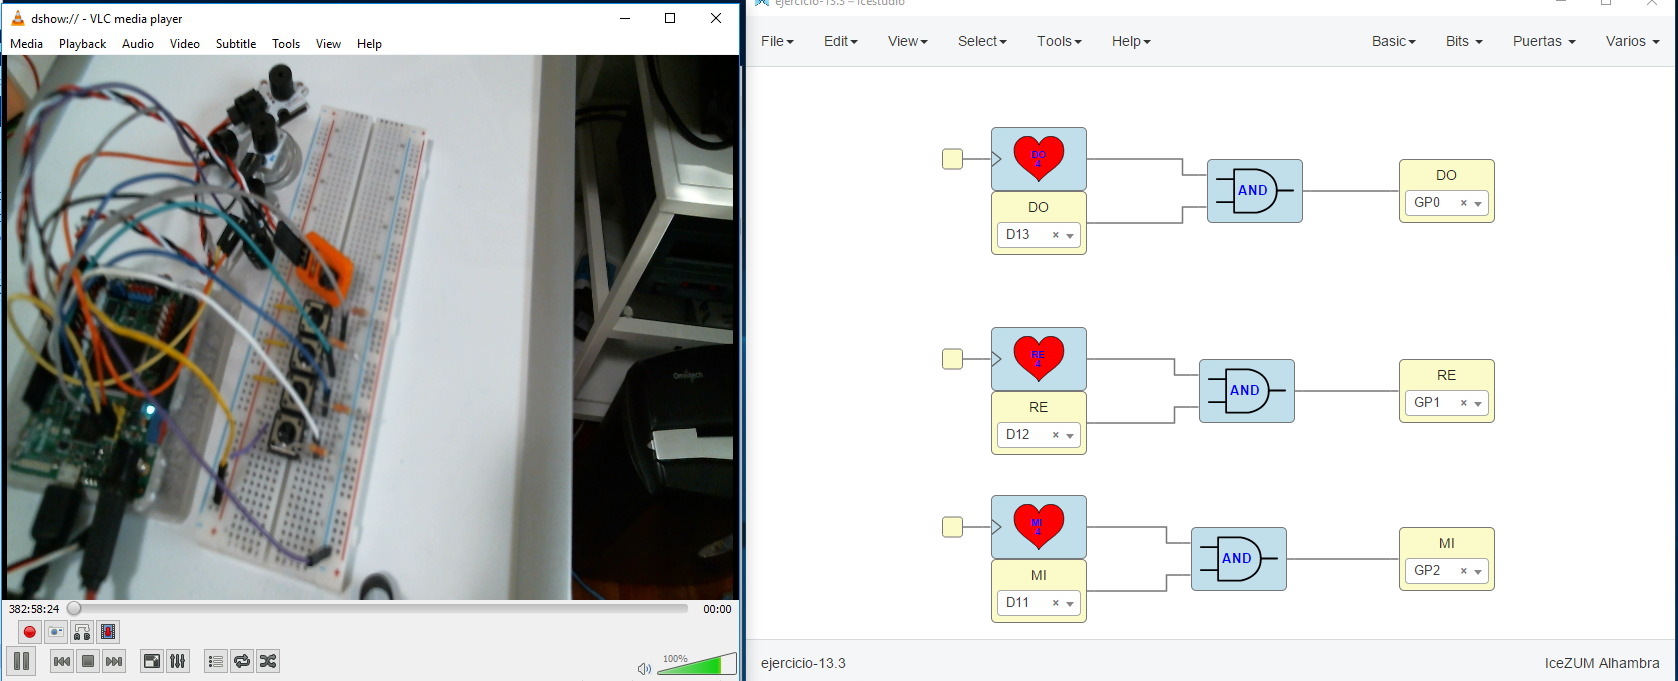 dshow:// - VLC media player
Media Playback Audio Video Subtitle Tools View Help
382:58:24
00:00
100%
ejercicio-13.3 – icestudio
File Edit View Select Tools Help
Basic Bits Puertas Varios
DO
4
DO
D13 ×
AND
DO
GP0 ×
RE
4
RE
D12 ×
AND
RE
GP1 ×
MI
4
MI
D11 ×
AND
MI
GP2 ×
ejercicio-13.3
IceZUM Alhambra